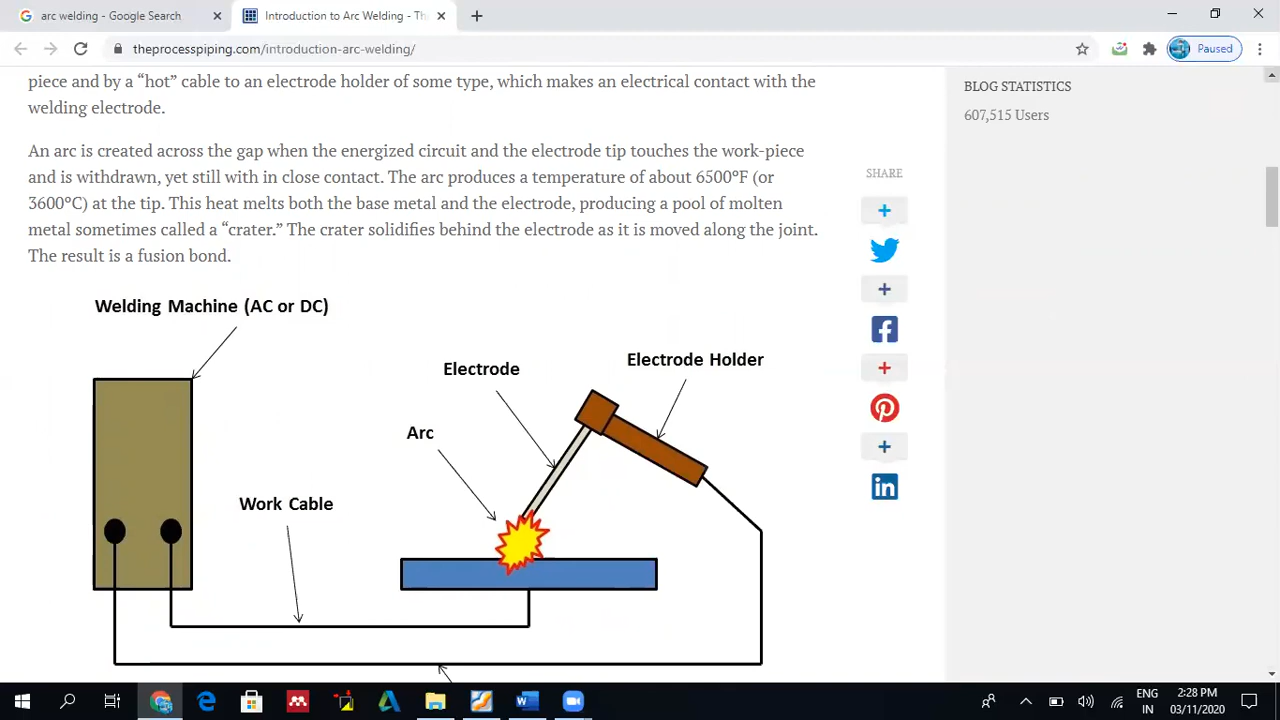 arc welding - Google Search
Introduction to Arc Welding - The
theprocesspiping.com/introduction-arc-welding/
Paused
piece and by a “hot” cable to an electrode holder of some type, which makes an electrical contact with the
welding electrode.
An arc is created across the gap when the energized circuit and the electrode tip touches the work-piece
and is withdrawn, yet still with in close contact. The arc produces a temperature of about 6500ºF (or
3600ºC) at the tip. This heat melts both the base metal and the electrode, producing a pool of molten
metal sometimes called a “crater.” The crater solidifies behind the electrode as it is moved along the joint.
The result is a fusion bond.
BLOG STATISTICS
607,515 Users
SHARE
Welding Machine (AC or DC)
Electrode
Electrode Holder
Arc
Work Cable
ENG
IN
2:28 PM
03/11/2020